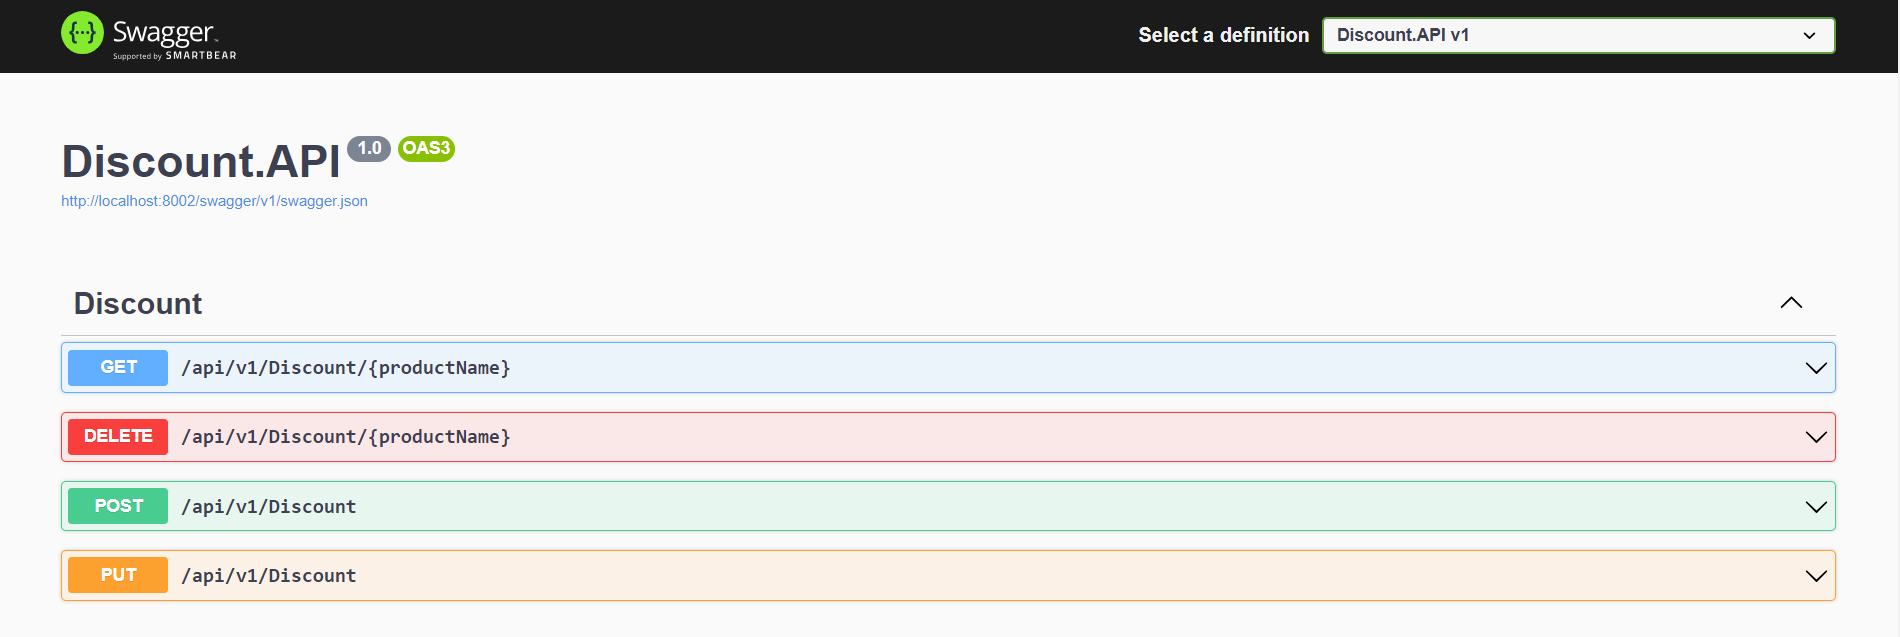 {···} Swagger™
Supported by SMARTBEAR
Select a definition
Discount.API v1
Discount.API 1.0 OAS3
http://localhost:8002/swagger/v1/swagger.json
Discount
GET /api/v1/Discount/{productName}
DELETE /api/v1/Discount/{productName}
POST /api/v1/Discount
PUT /api/v1/Discount